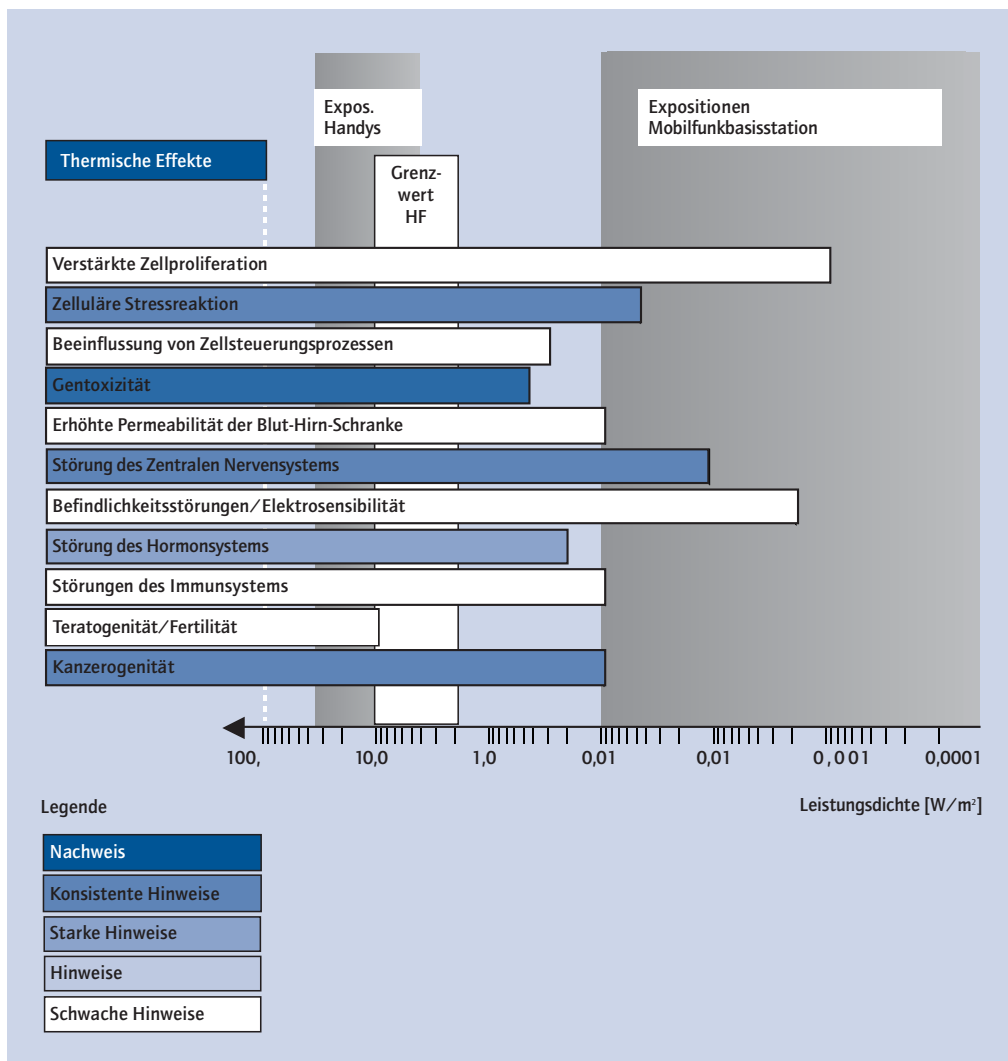 Expos.
Handys
Expositionen
Mobilfunkbasisstation
Thermische Effekte
Grenz-
wert
HF
Verstärkte Zellproliferation
Zelluläre Stressreaktion
Beeinflussung von Zellsteuerungsprozessen
Gentoxizität
Erhöhte Permeabilität der Blut-Hirn-Schranke
Störung des Zentralen Nervensystems
Befindlichkeitsstörungen/Elektrosensibilität
Störung des Hormonsystems
Störungen des Immunsystems
Teratogenität/Fertilität
Kanzerogenität
100, 10,0 1,0 0,01 0,01 0,001 0,0001
Legende
Leistungsdichte [W/m²]
Nachweis
Konsistente Hinweise
Starke Hinweise
Hinweise
Schwache Hinweise